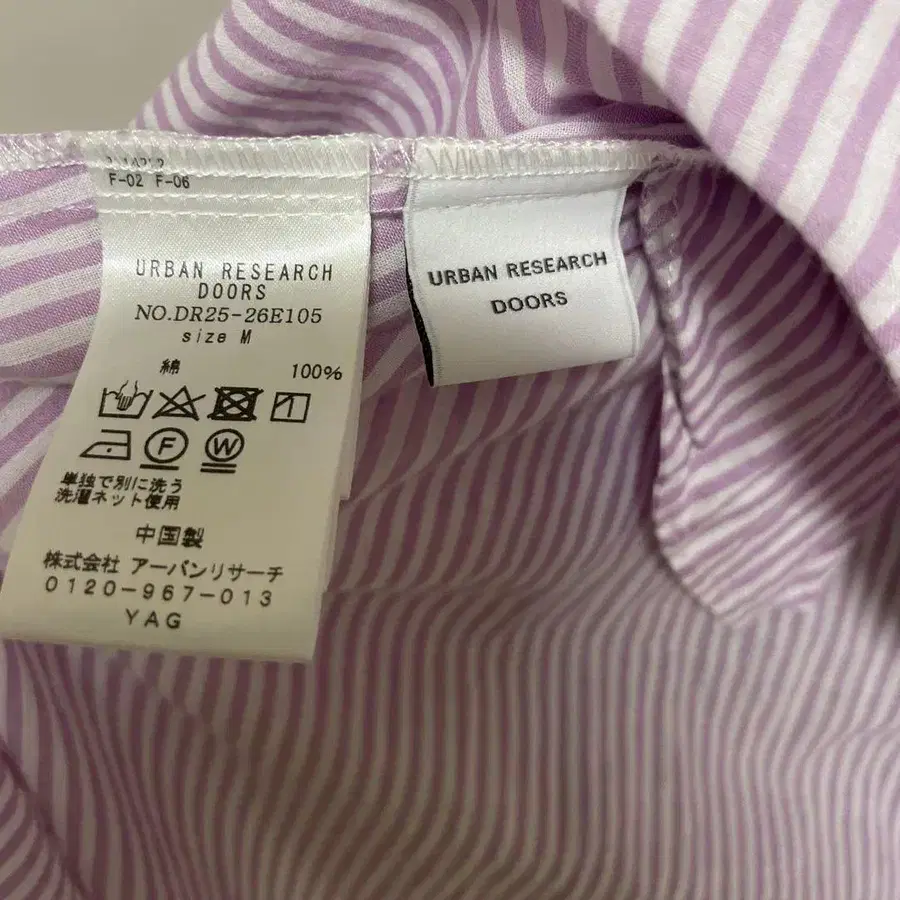 F-02 F-06
URBAN RESEARCH
DOORS
NO.DR25-26E105
size M
綿 100%
F W
単独で別に洗う
洗濯ネット使用
中国製
株式会社 アーバンリサーチ
0120-967-013
YAG
URBAN RESEARCH
DOORS